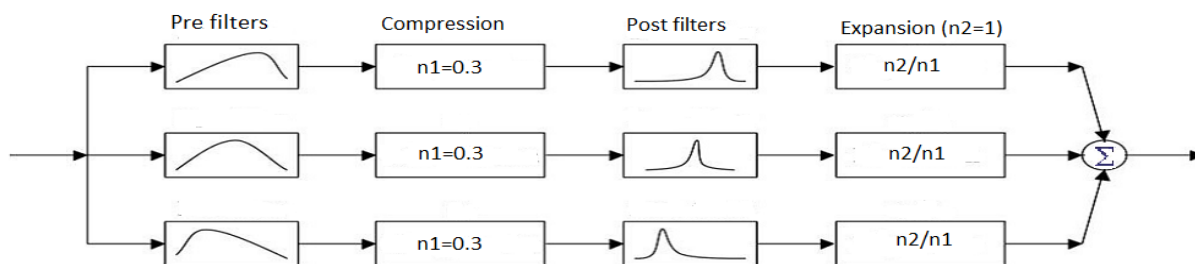 Pre filters
Compression
Post filters
Expansion (n2=1)
n1=0.3
n2/n1
n1=0.3
n2/n1
Σ
n1=0.3
n2/n1